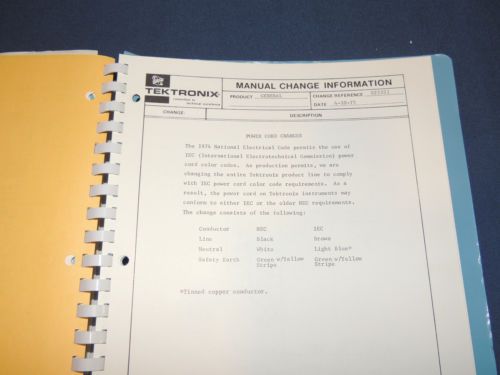 TEKTRONIX
committed to
technical excellence
MANUAL CHANGE INFORMATION
PRODUCT GENERAL
CHANGE REFERENCE
DATE
CHANGE:
DESCRIPTION
POWER CORD CHANGES
The 1975 National Electrical Code permits the use of
IEC (International Electrotechnical Commission) power
cord color codes. As production permits, we are
changing the entire Tektronix product line to comply
with IEC power cord color code requirements. As a
result, the power cord on Tektronix instruments may
conform to either IEC or the older NEC requirements.
The change consists of the following:
Conductor NEC IEC
Line Black Brown
Neutral White Light Blue*
Safety Earth Green w/Yellow Green w/Yellow
Stripe Stripe
*Tinned copper conductor.